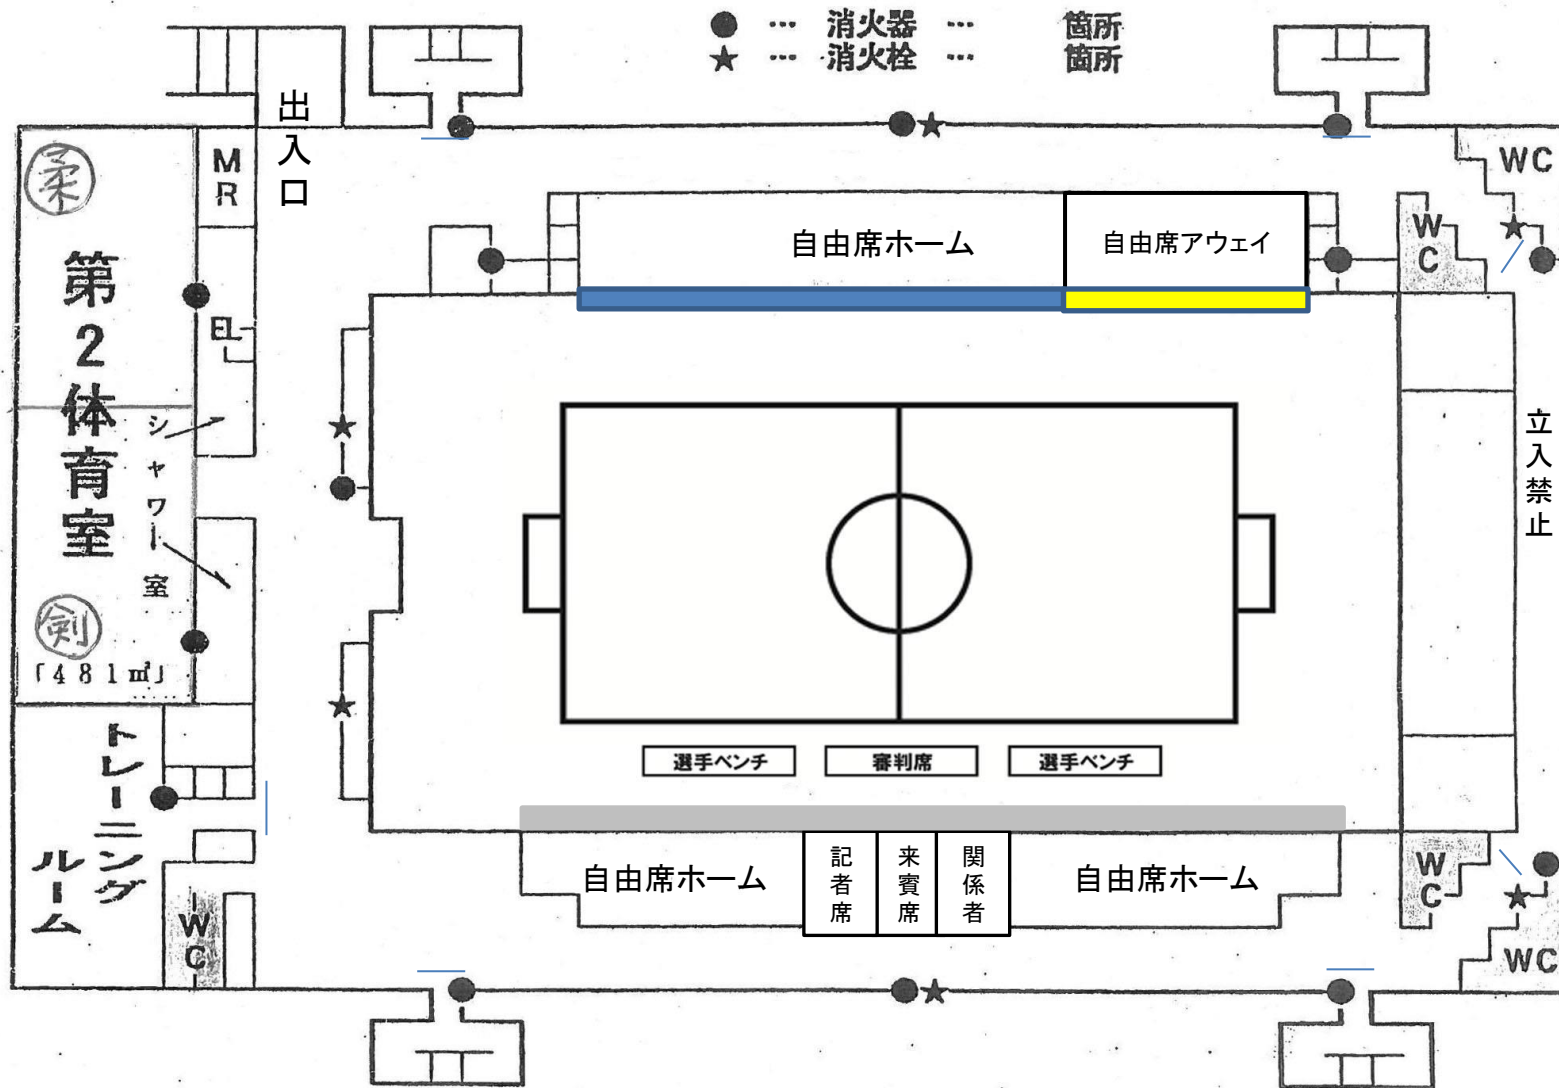 ● … 消火器 … 箇所
★ … 消火栓 … 箇所
出入口
柔
MR
WC
自由席ホーム
自由席アウェイ
WC
第2体育室
EL
シャワー室
立入禁止
剣
「481㎡」
選手ベンチ
審判席
選手ベンチ
トレーニングルーム
自由席ホーム
記者席
来賓席
関係者
自由席ホーム
WC
WC
WC